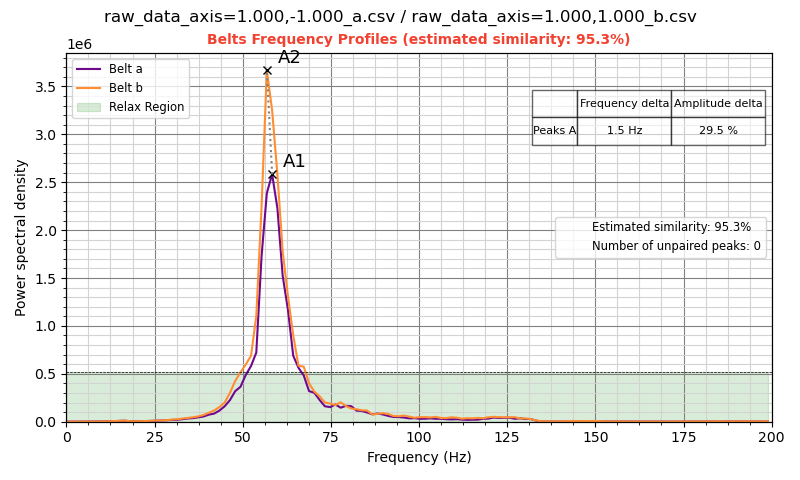 raw_data_axis=1.000,-1.000_a.csv / raw_data_axis=1.000,1.000_b.csv
Belts Frequency Profiles (estimated similarity: 95.3%)
1e6
Belt a
Belt b
Relax Region
A2
A1
Frequency delta Amplitude delta
Peaks A 1.5 Hz 29.5 %
Estimated similarity: 95.3%
Number of unpaired peaks: 0
Power spectral density
3.5
3.0
2.5
2.0
1.5
1.0
0.5
0.0
0 25 50 75 100 125 150 175 200
Frequency (Hz)